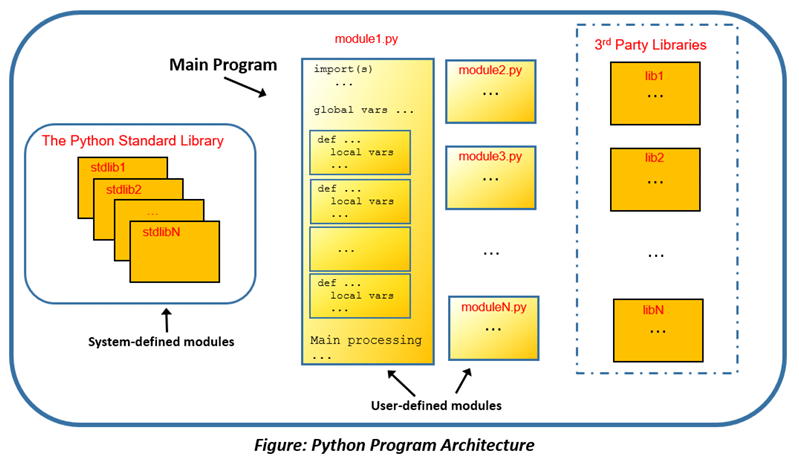 Main Program
The Python Standard Library
stdlib1
stdlib2
...
stdlibN
System-defined modules
module1.py
import(s)
...
global vars ...
def ...
local vars
...
def ...
local vars
...
...
def ...
local vars
...
Main processing
...
module2.py
...
module3.py
...
...
moduleN.py
...
User-defined modules
3rd Party Libraries
lib1
...
lib2
...
...
libN
...
Figure: Python Program Architecture